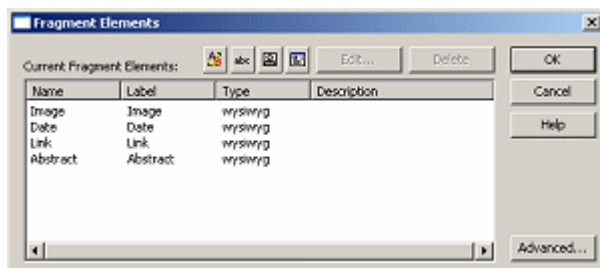 Fragment Elements
Current Fragment Elements: abc Edit... Delete OK
Name Label Type Description Cancel
Image Image wysiwyg Help
Date Date wysiwyg
Link Link wysiwyg
Abstract Abstract wysiwyg
Advanced...